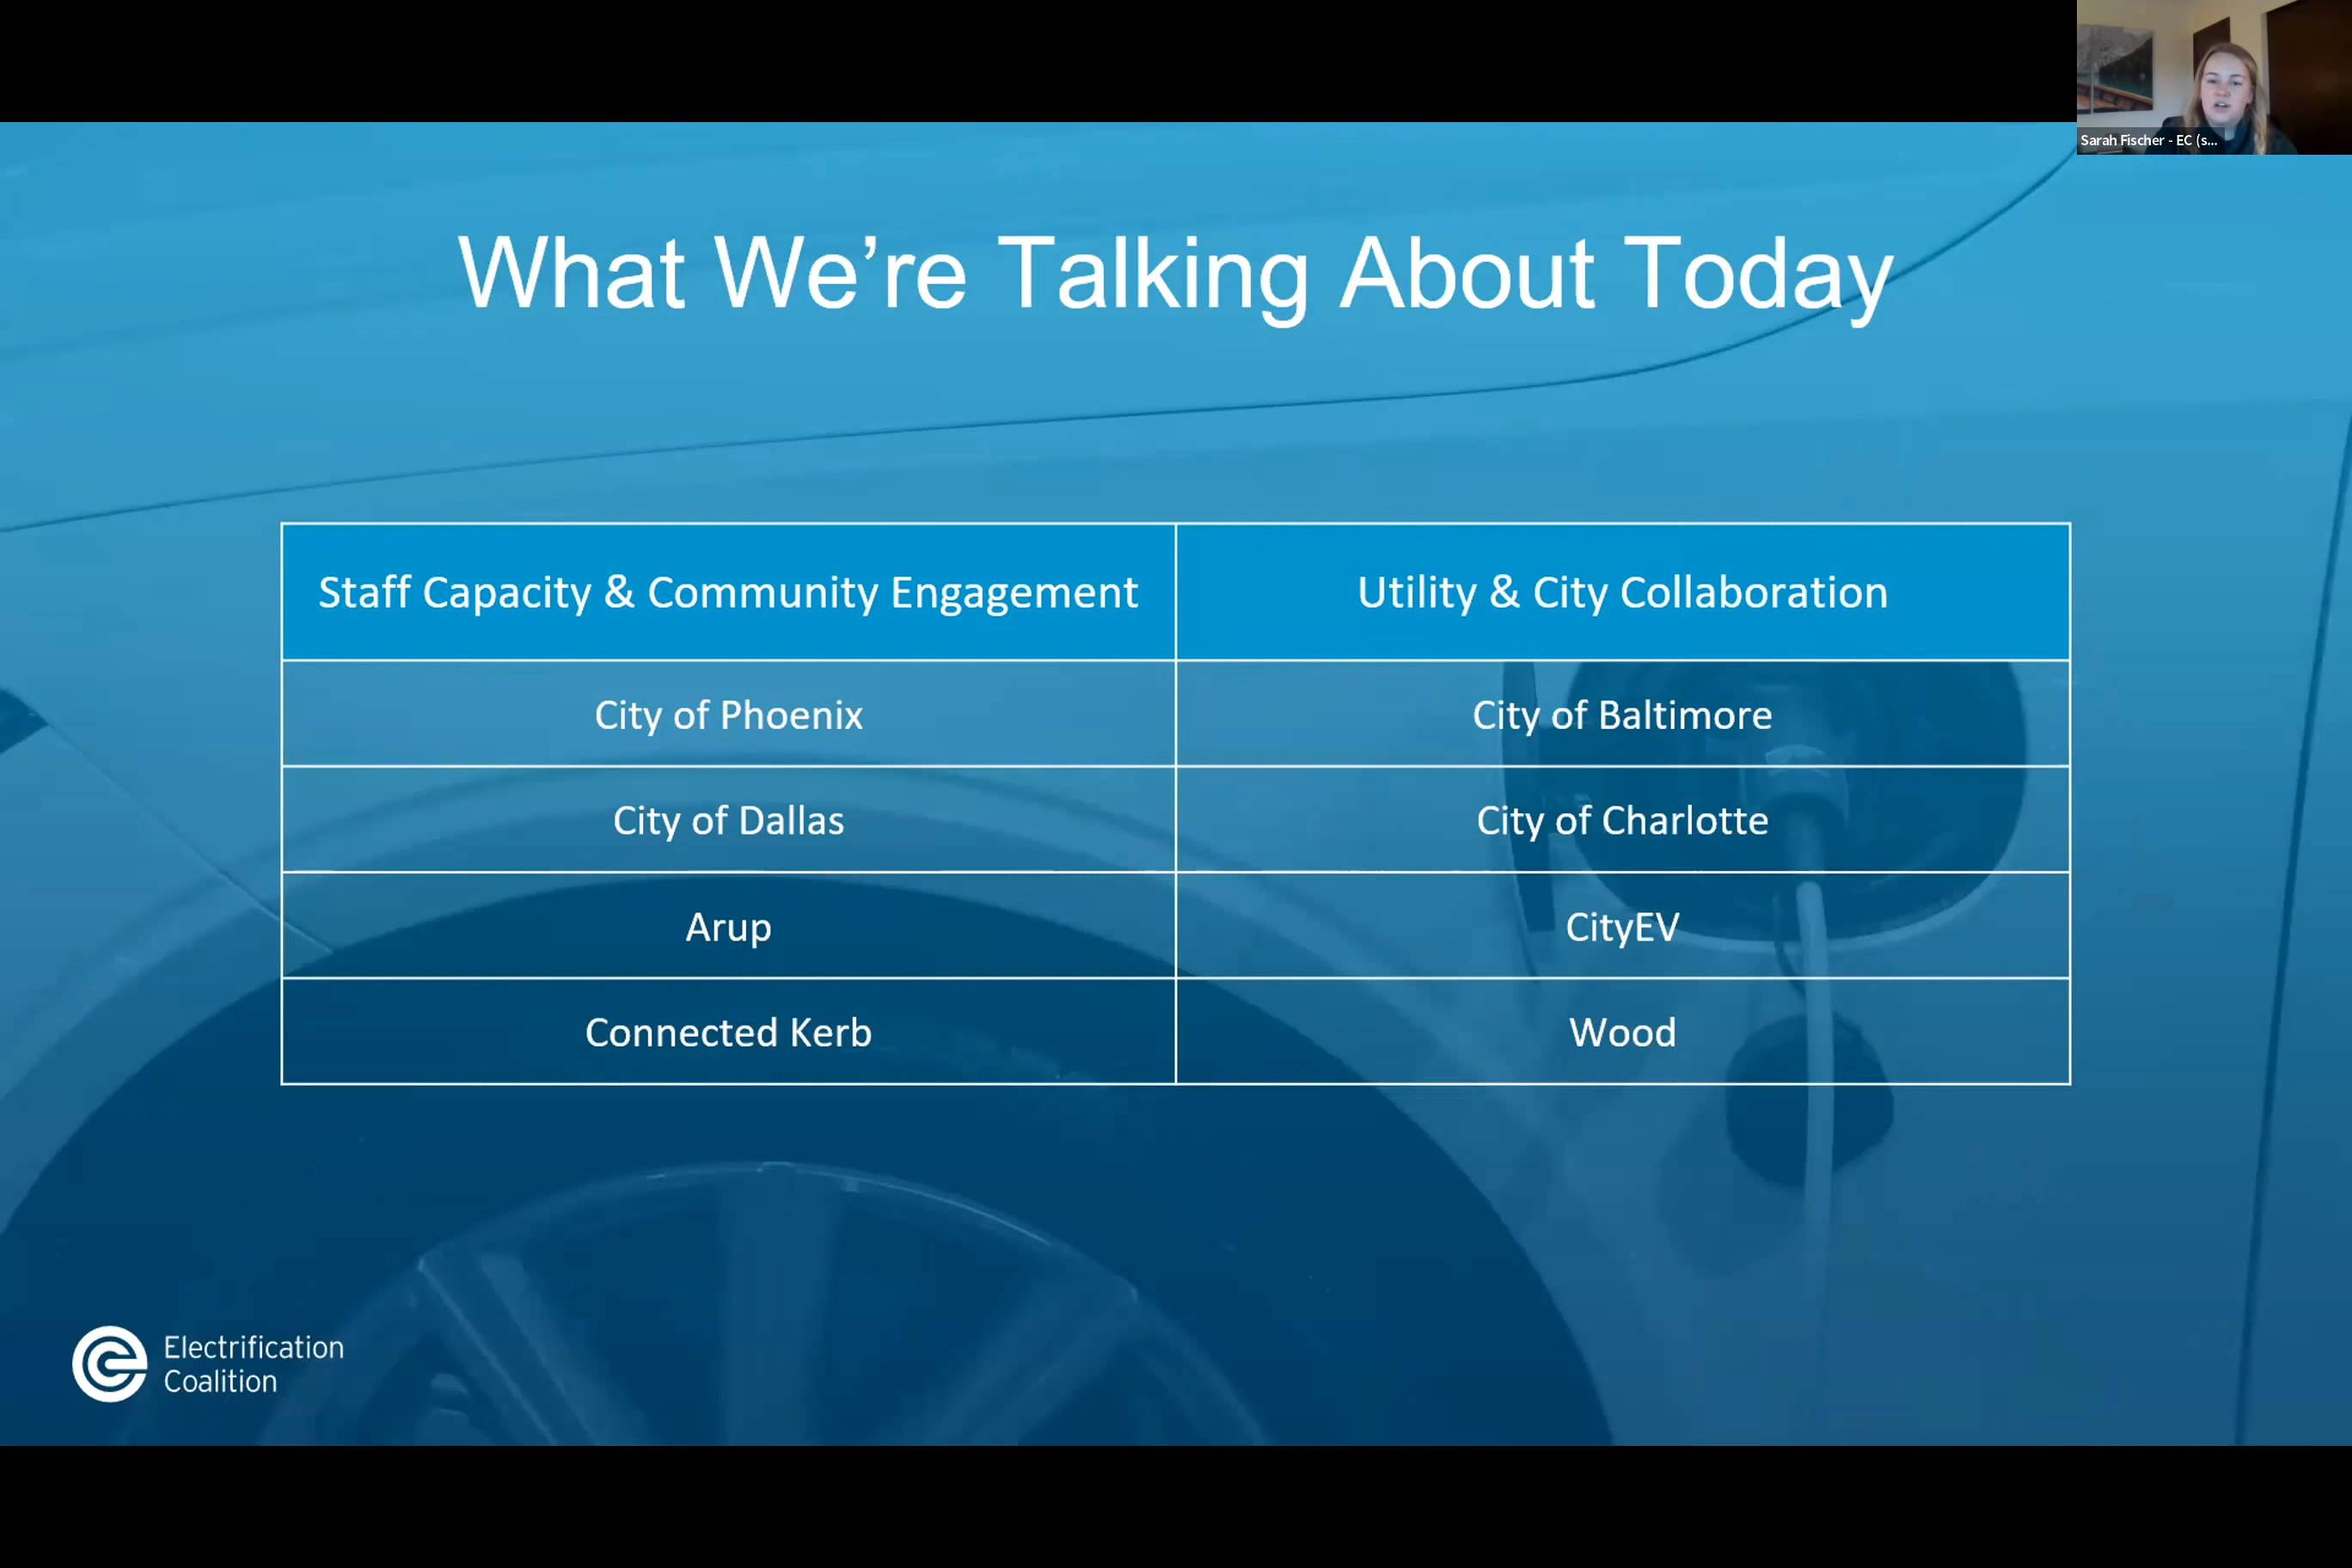 Sarah Fischer - EC (s...
What We’re Talking About Today
Staff Capacity & Community Engagement
Utility & City Collaboration
City of Phoenix
City of Baltimore
City of Dallas
City of Charlotte
Arup
CityEV
Connected Kerb
Wood
Electrification
Coalition